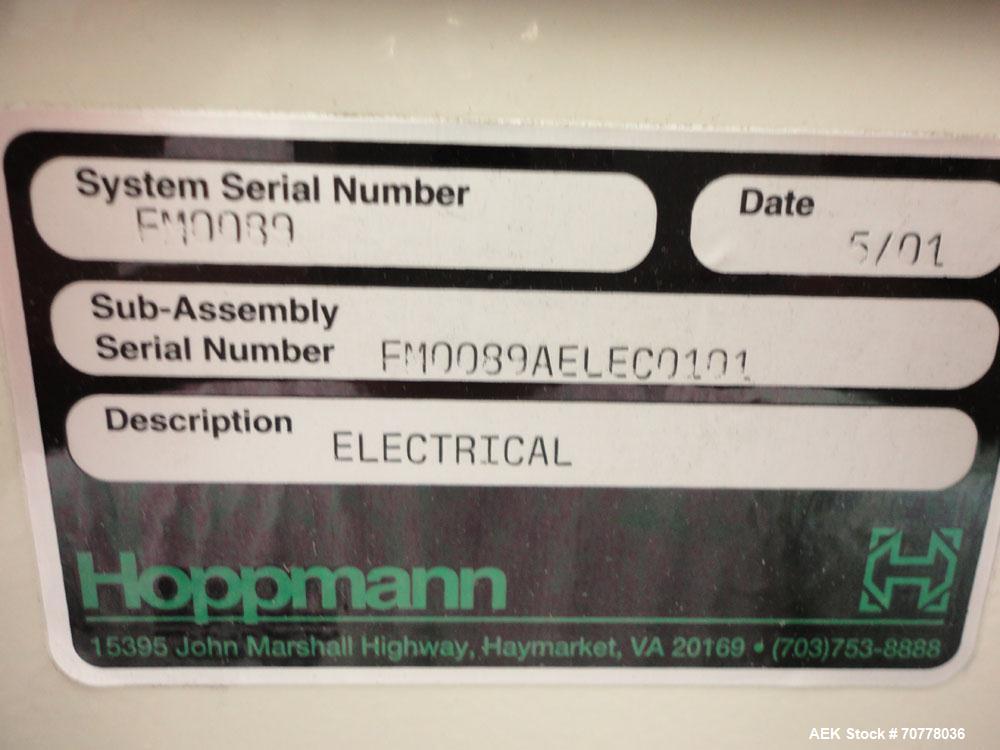 System Serial Number
FM0089
Date
5/01
Sub-Assembly
Serial Number FM0089AELEC0101
Description
ELECTRICAL
Hoppmann
H
15395 John Marshall Highway, Haymarket, VA 20169 • (703)753-8888
AEK Stock # 70778036